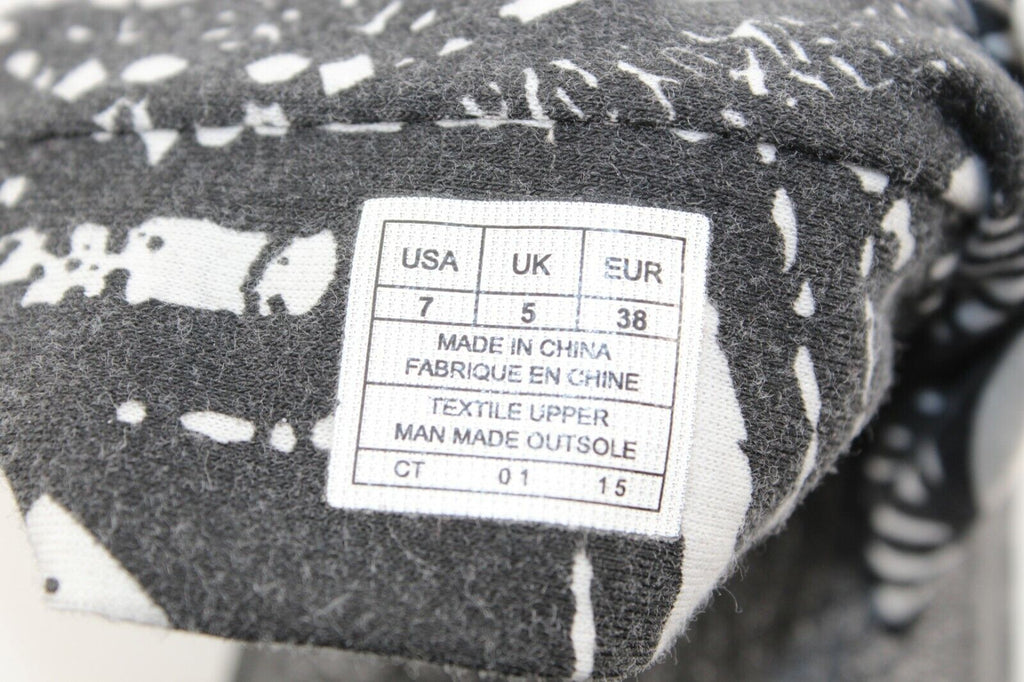 USA UK EUR
7 5 38
MADE IN CHINA
FABRIQUE EN CHINE
TEXTILE UPPER
MAN MADE OUTSOLE
CT 01 15